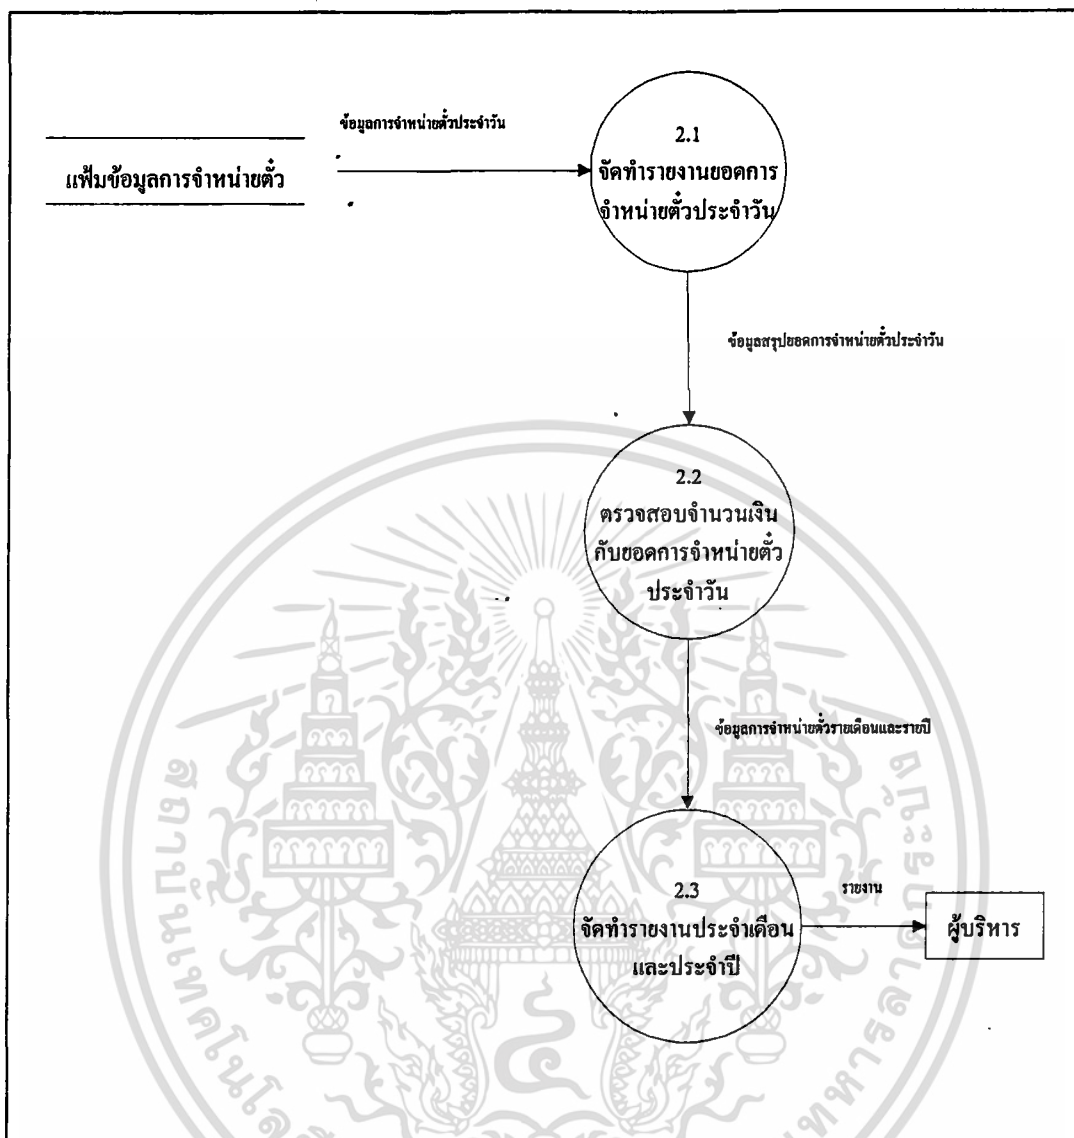 ข้อมูลการจำหน่ายตั๋วประจำวัน
แฟ้มข้อมูลการจำหน่ายตั๋ว
2.1
จัดทำรายงานยอดการ
จำหน่ายตั๋วประจำวัน
ข้อมูลสรุปยอดการจำหน่ายตั๋วประจำวัน
2.2
ตรวจสอบจำนวนเงิน
กับยอดการจำหน่ายตั๋ว
ประจำวัน
ข้อมูลการจำหน่ายตั๋วรายเดือนและรายปี
2.3
จัดทำรายงานประจำเดือน
และประจำปี
รายงาน
ผู้บริหาร